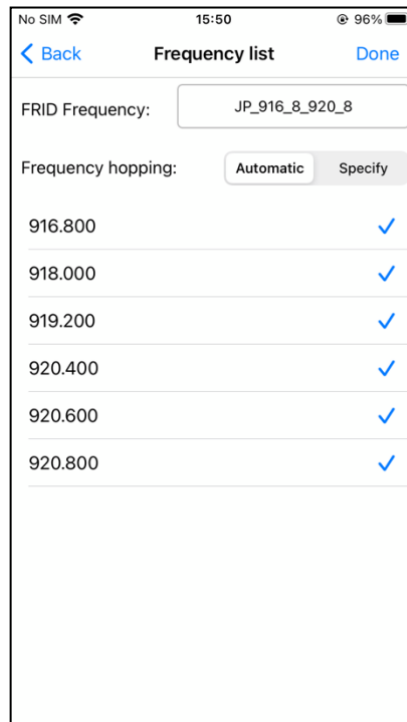 No SIM 15:50 96%
Back Frequency list Done
FRID Frequency: JP_916_8_920_8
Frequency hopping: Automatic Specify
916.800
918.000
919.200
920.400
920.600
920.800